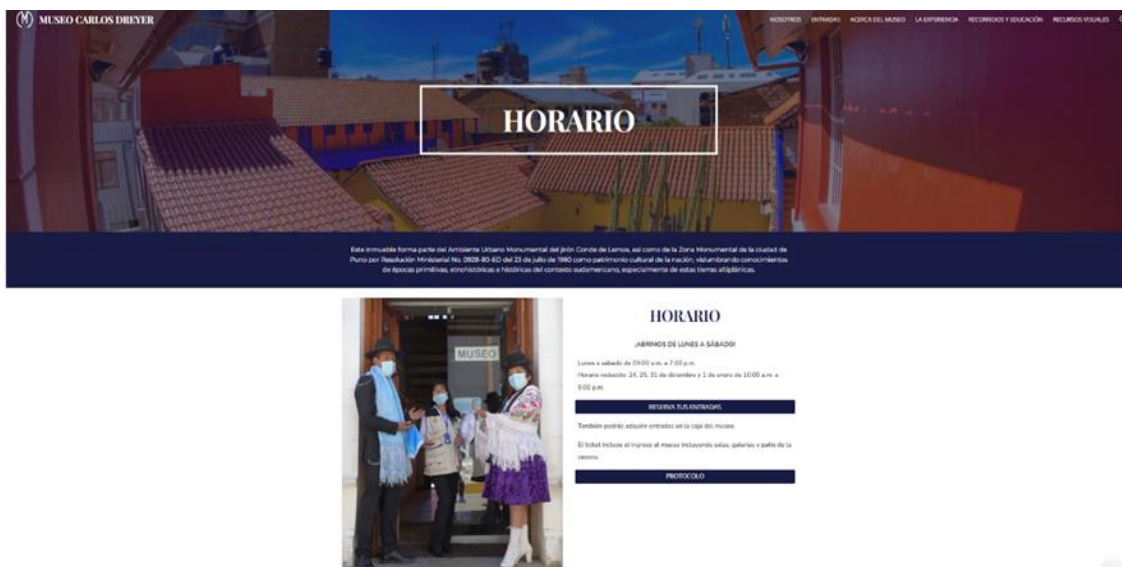 MUSEO CARLOS DREYER
NOSOTROS ENTRADAS ACERCA DEL MUSEO LA EXPERIENCIA RECORRIDOS Y EDUCACIÓN RECURSOS VISUALES
HORARIO
Este inmueble forma parte del Ambiente Urbano Monumental del jirón Conde de Lemos, así como de la Zona Monumental de la ciudad de
Puno por Resolución Ministerial No. 0928-80-ED del 23 de julio de 1980 como patrimonio cultural de la nación, vislumbrando conocimientos
de épocas primitivas, etnohistóricas e históricas del contexto sudamericano, especialmente de estas tierras altiplánicas.
MUSEO
HORARIO
¡ABRIMOS DE LUNES A SÁBADO!
Lunes a sábado de 09:00 a.m. a 7:00 p.m.
Horario reducido: 24, 25, 31 de diciembre y 1 de enero de 10:00 a.m. a
6:00 p.m.
RESERVA TUS ENTRADAS
También podrás adquirir entradas en la caja del museo.
El ticket incluye el ingreso al museo incluyendo salas, galerías y patio de la
casona.
PROTOCOLO